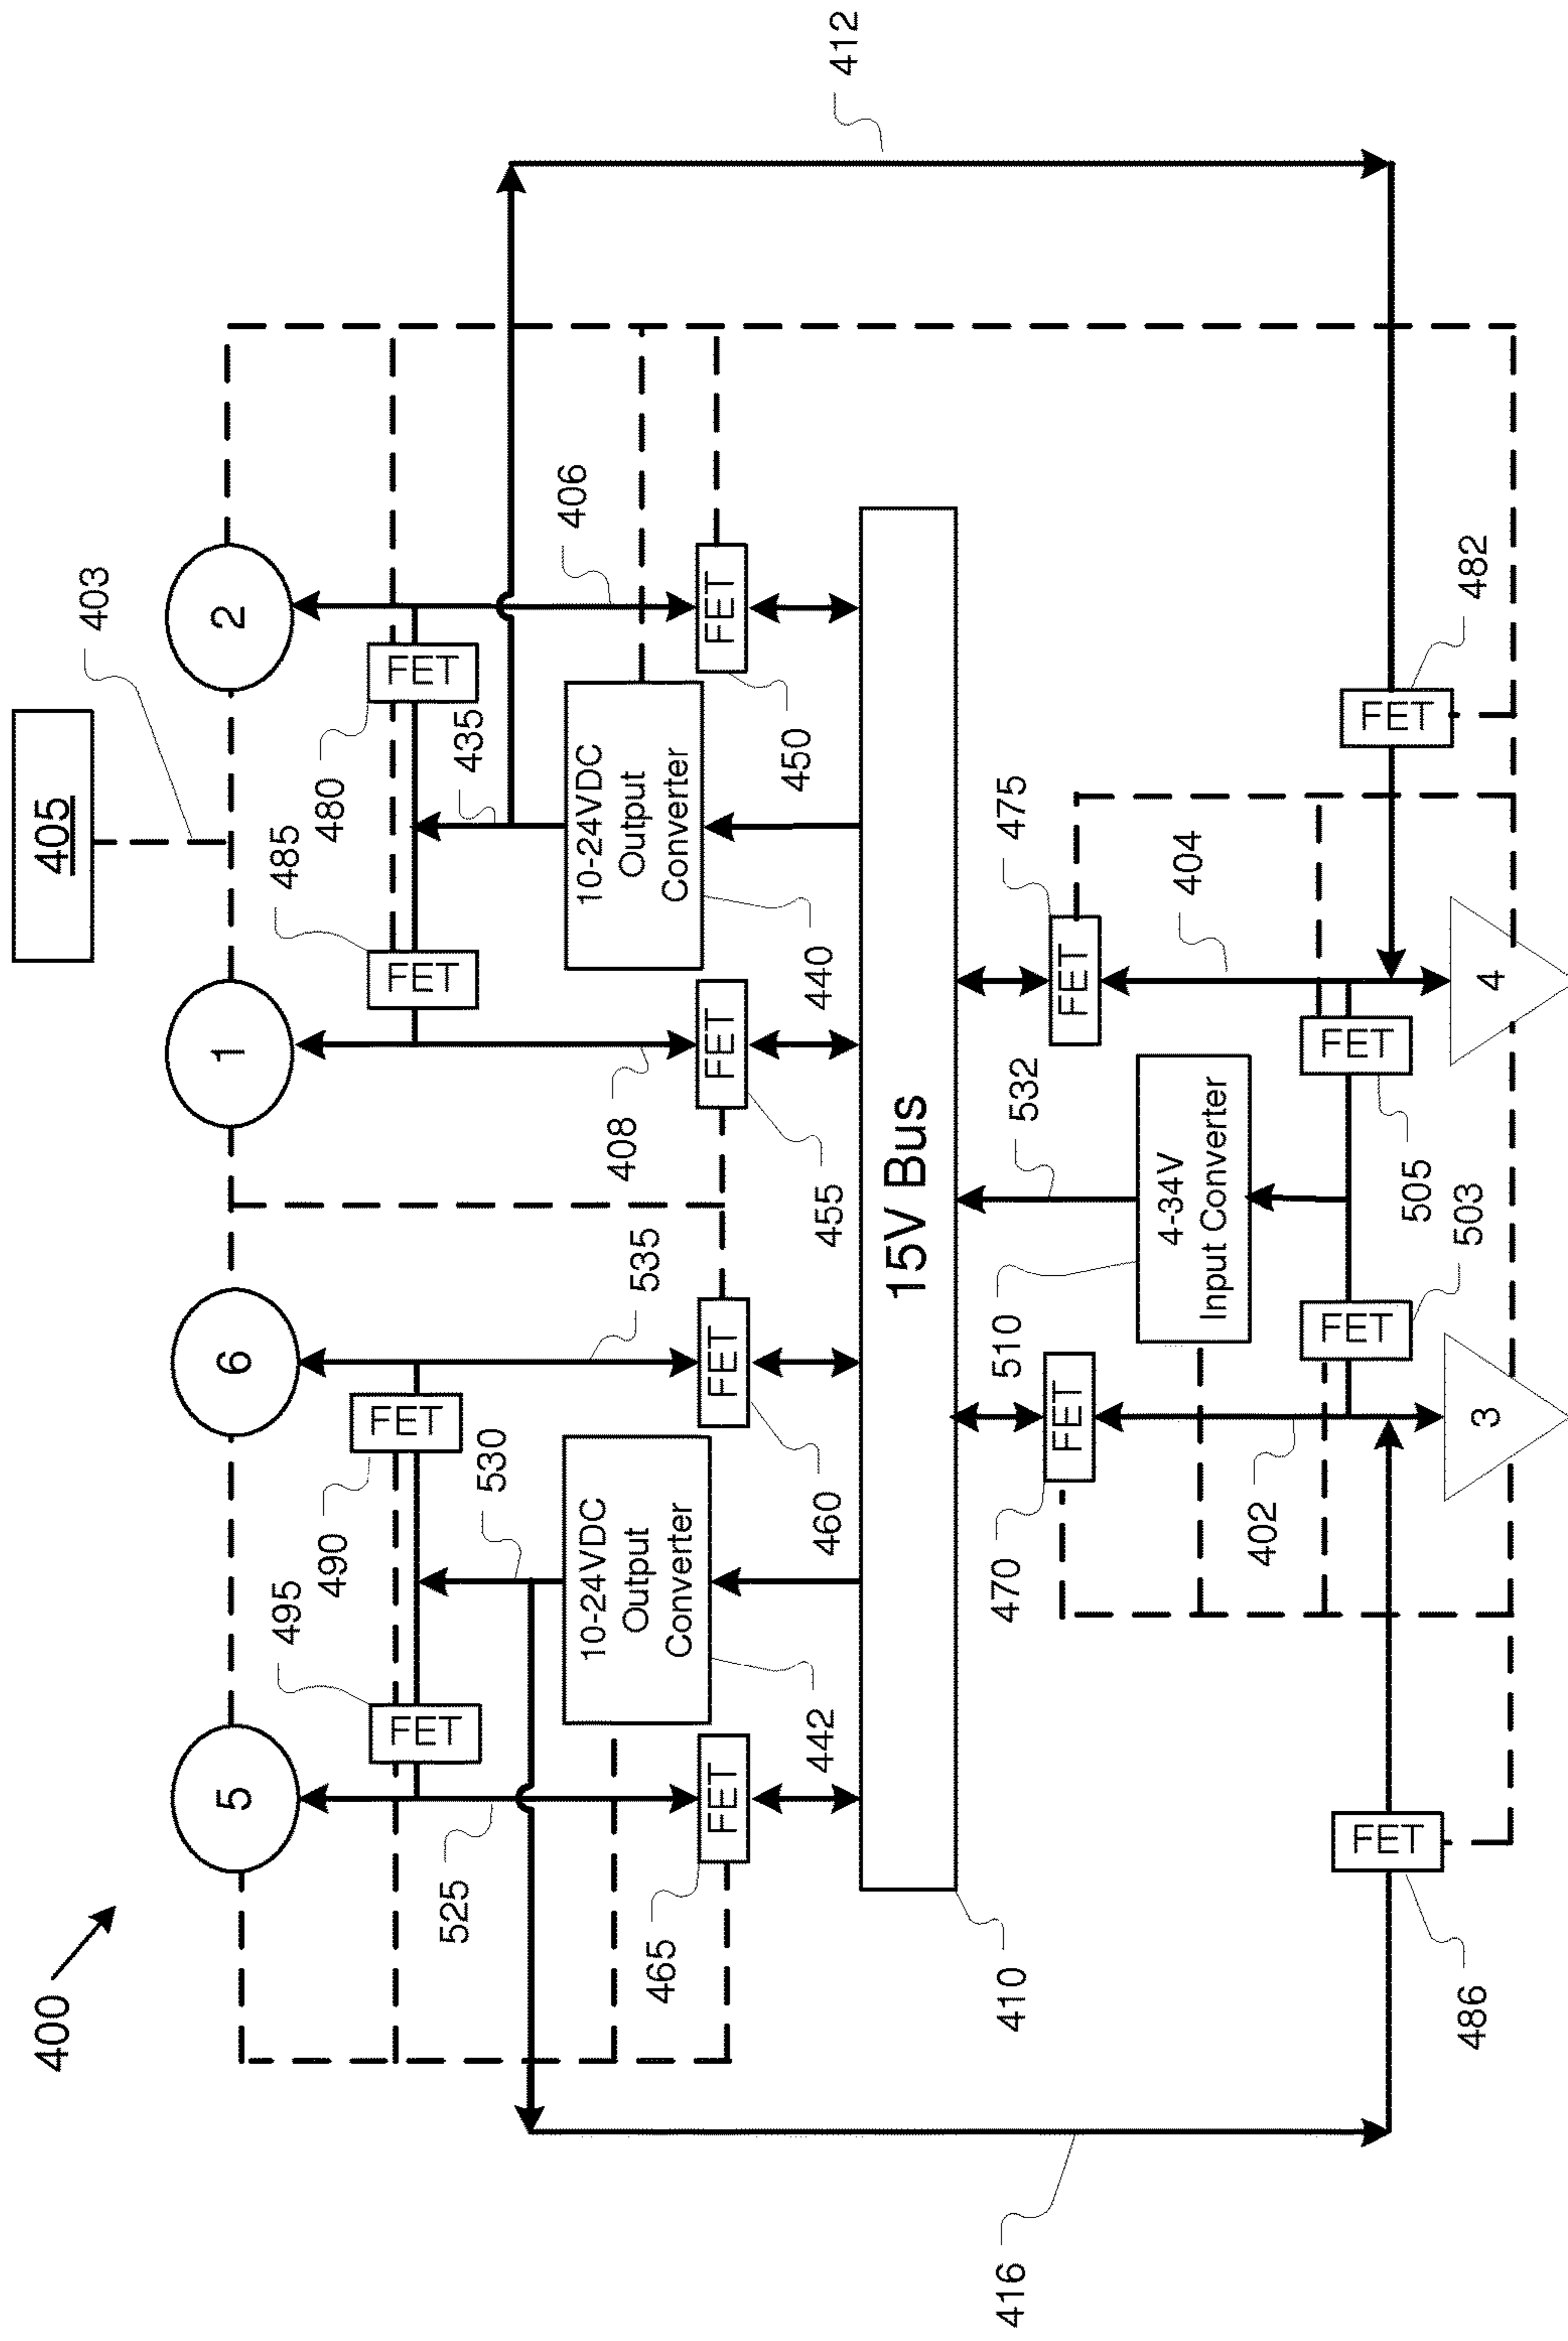 400
405
403
412
5
6
1
2
495
FET
490
FET
485
FET
480
FET
435
406
525
530
535
408
10-24VDC
Output
Converter
10-24VDC
Output
Converter
465
FET
442
460
FET
455
FET
440
450
FET
410
15V Bus
470
FET
510
532
475
FET
4-34V
Input Converter
402
404
416
486
FET
503
FET
505
FET
482
FET
3
4